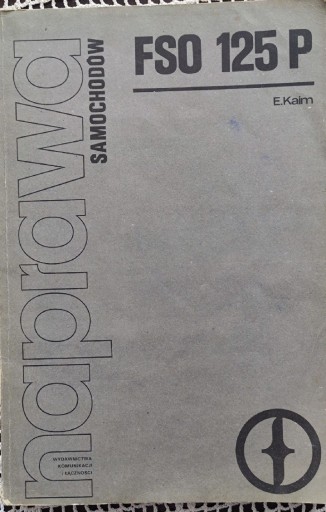 naprawa
SAMOCHODÓW
FSO 125 P
E.Kaim
WYDAWNICTWA
KOMUNIKACJI
I ŁĄCZNOŚCI